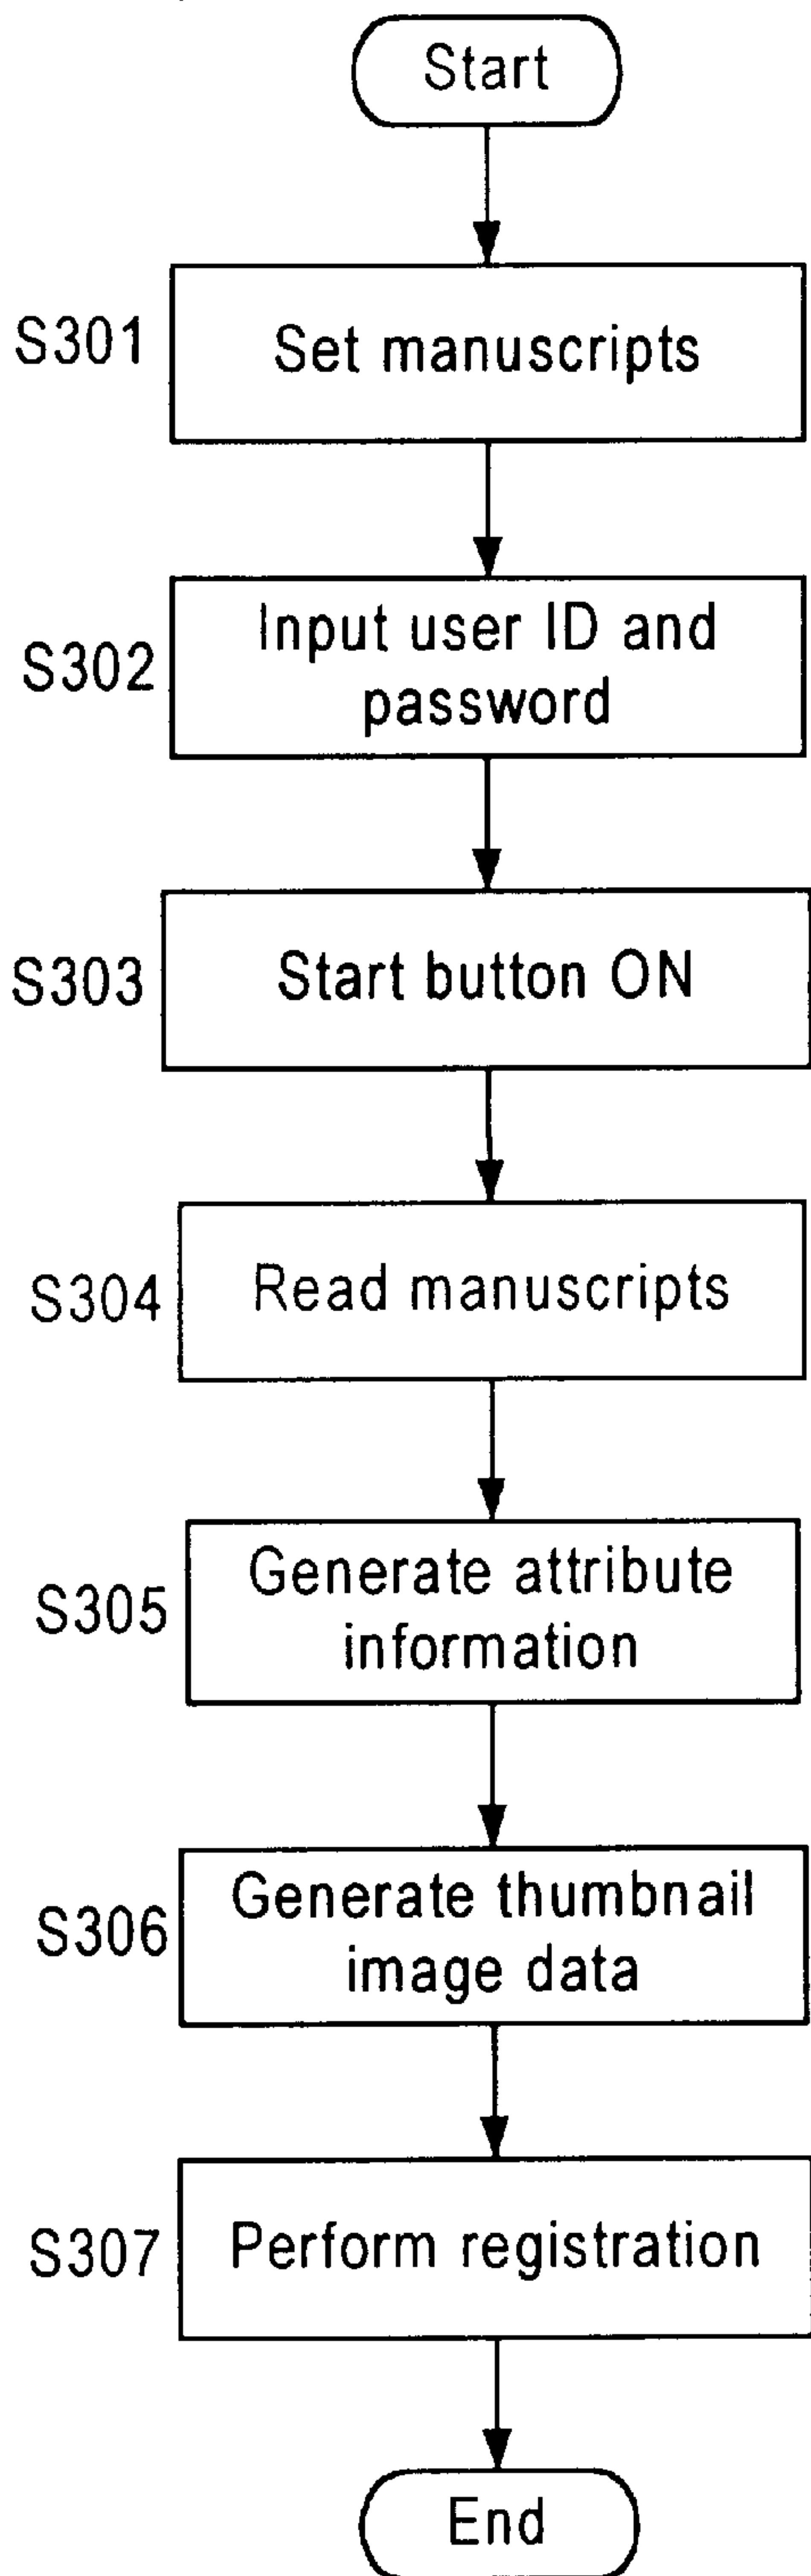 Start
S301
Set manuscripts
S302
Input user ID and
password
S303
Start button ON
S304
Read manuscripts
S305
Generate attribute
information
S306
Generate thumbnail
image data
S307
Perform registration
End